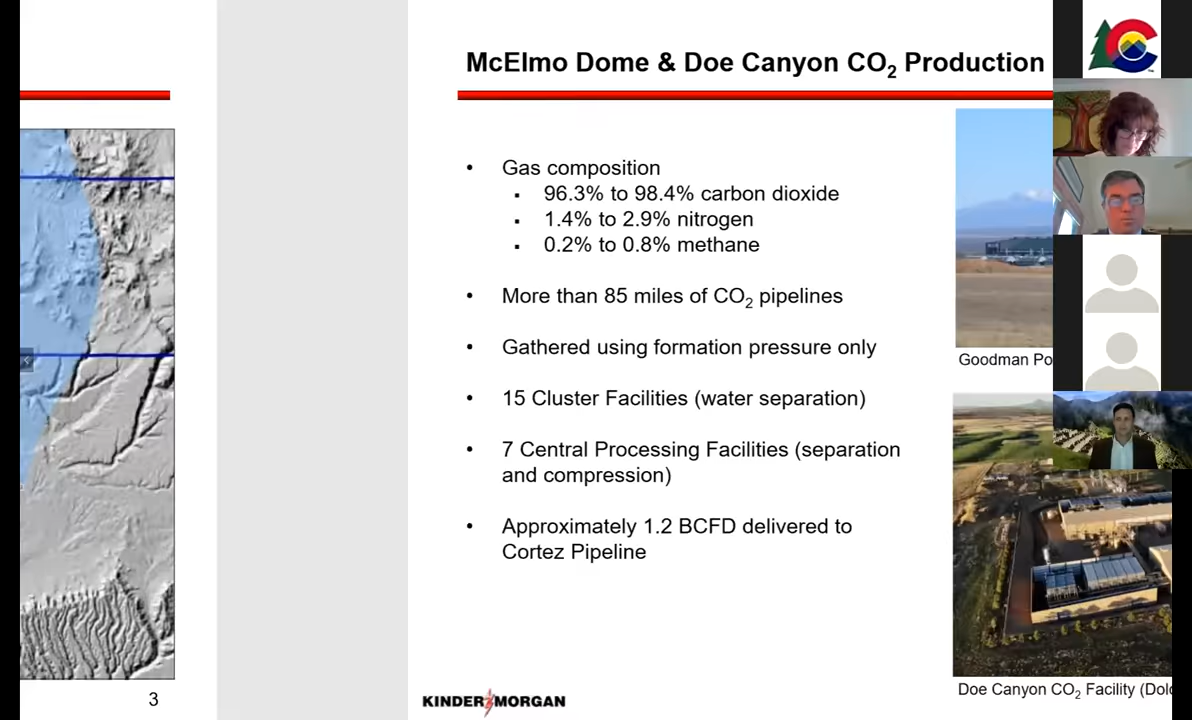 McElmo Dome & Doe Canyon CO₂ Production
• Gas composition
▪ 96.3% to 98.4% carbon dioxide
▪ 1.4% to 2.9% nitrogen
▪ 0.2% to 0.8% methane
• More than 85 miles of CO₂ pipelines
• Gathered using formation pressure only
• 15 Cluster Facilities (water separation)
• 7 Central Processing Facilities (separation
and compression)
• Approximately 1.2 BCFD delivered to
Cortez Pipeline
Goodman Po
Doe Canyon CO₂ Facility (Dol
3
KINDER MORGAN